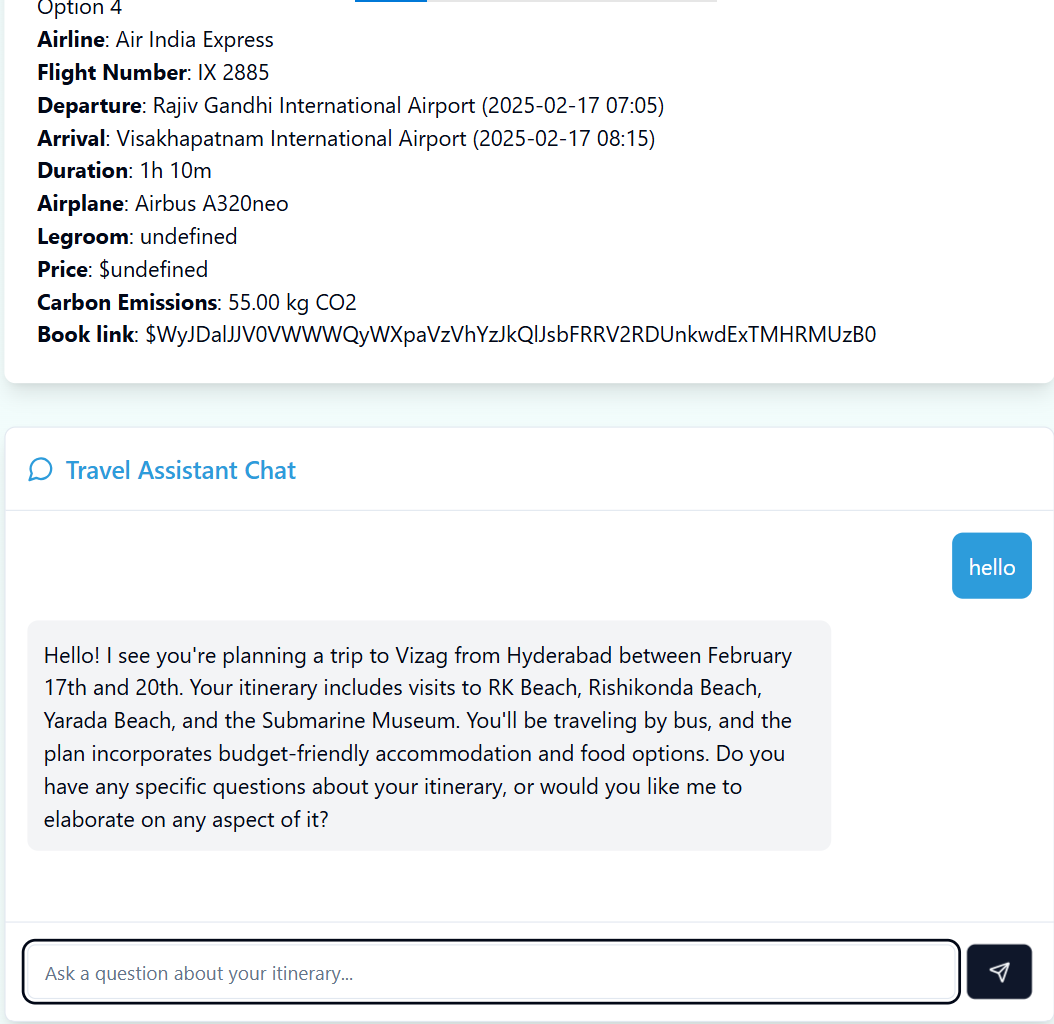 Option 4
Airline: Air India Express
Flight Number: IX 2885
Departure: Rajiv Gandhi International Airport (2025-02-17 07:05)
Arrival: Visakhapatnam International Airport (2025-02-17 08:15)
Duration: 1h 10m
Airplane: Airbus A320neo
Legroom: undefined
Price: $undefined
Carbon Emissions: 55.00 kg CO2
Book link: $WyJDalJJV0VWWWQyWXpaVzVhYzJkQlJsbFRRV2RDUnkwdExTMHRMUzB0
Travel Assistant Chat
hello
Hello! I see you're planning a trip to Vizag from Hyderabad between February
17th and 20th. Your itinerary includes visits to RK Beach, Rishikonda Beach,
Yarada Beach, and the Submarine Museum. You'll be traveling by bus, and the
plan incorporates budget-friendly accommodation and food options. Do you
have any specific questions about your itinerary, or would you like me to
elaborate on any aspect of it?
Ask a question about your itinerary...